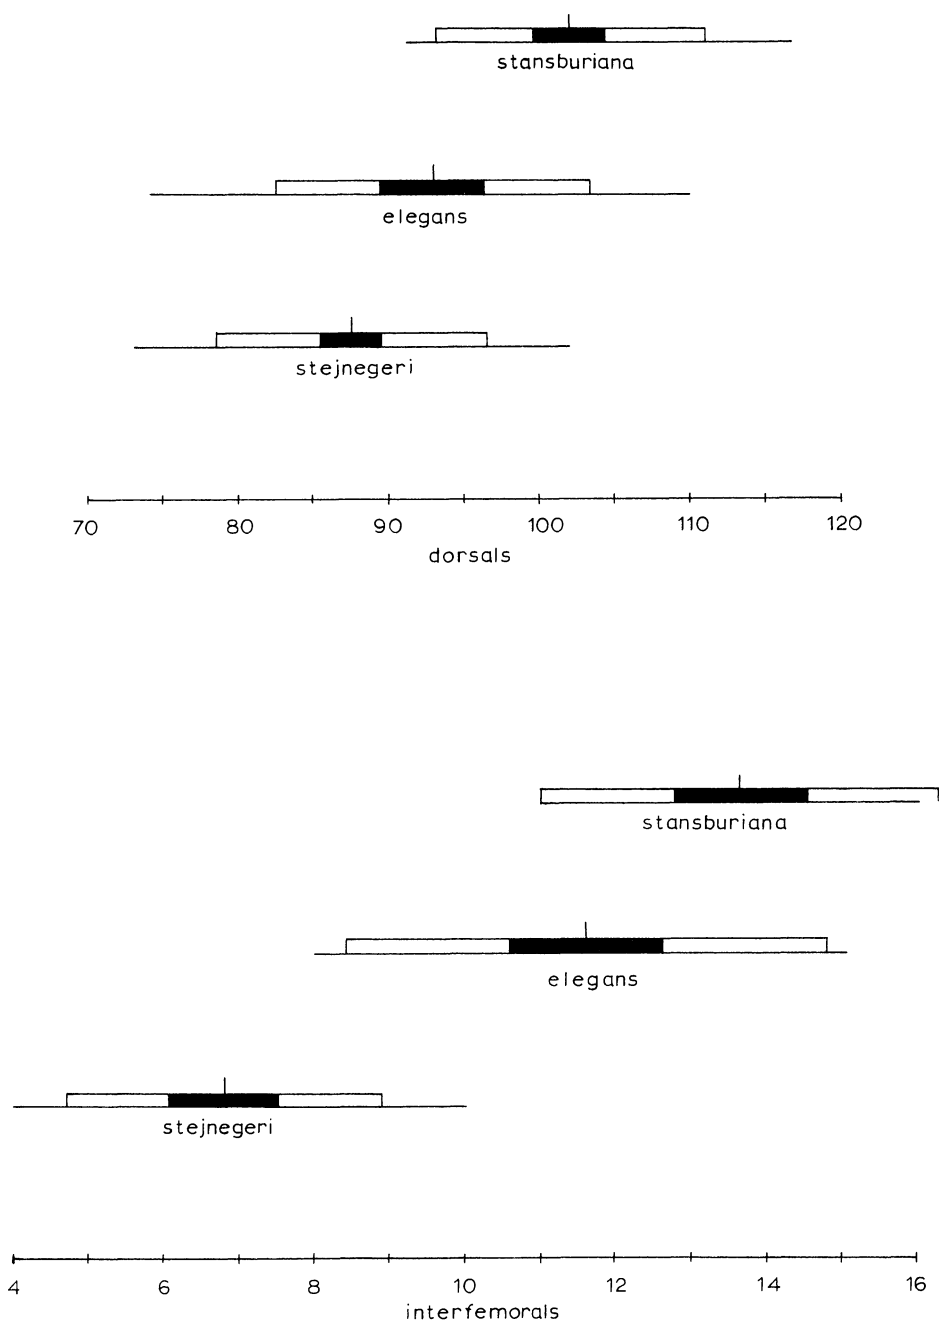 stansburiana
elegans
stejnegeri
70 80 90 100 110 120
dorsals
stansburiana
elegans
stejnegeri
4 6 8 10 12 14 16
interfemorals